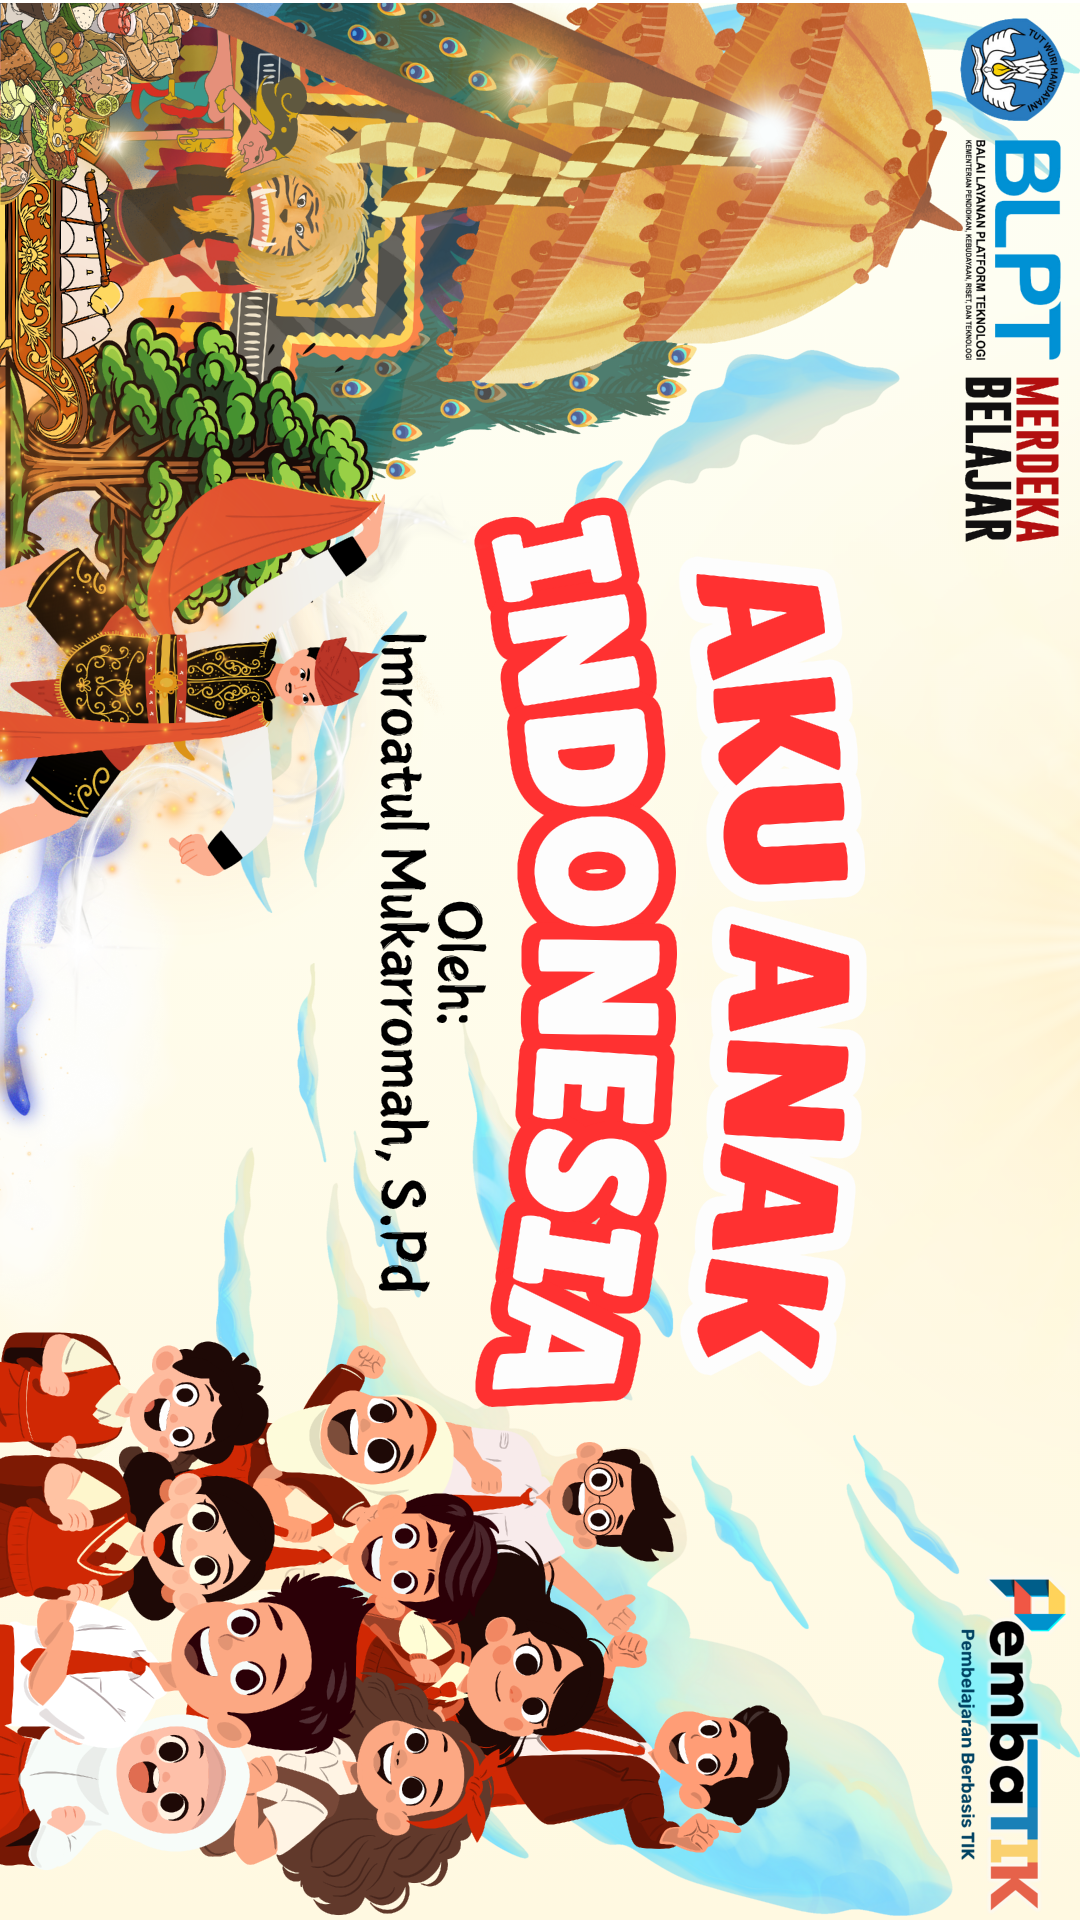 TUT WURI HANDAYANI
BLPT
BALAI LAYANAN PLATFORM TEKNOLOGI
KEMENTERIAN PENDIDIKAN, KEBUDAYAAN, RISET, DAN TEKNOLOGI
MERDEKA
BELAJAR
PembaTIK
Pembelajaran Berbasis TIK
AKU ANAK
INDONESIA
Oleh:
Imroatul Mukarromah, S.Pd